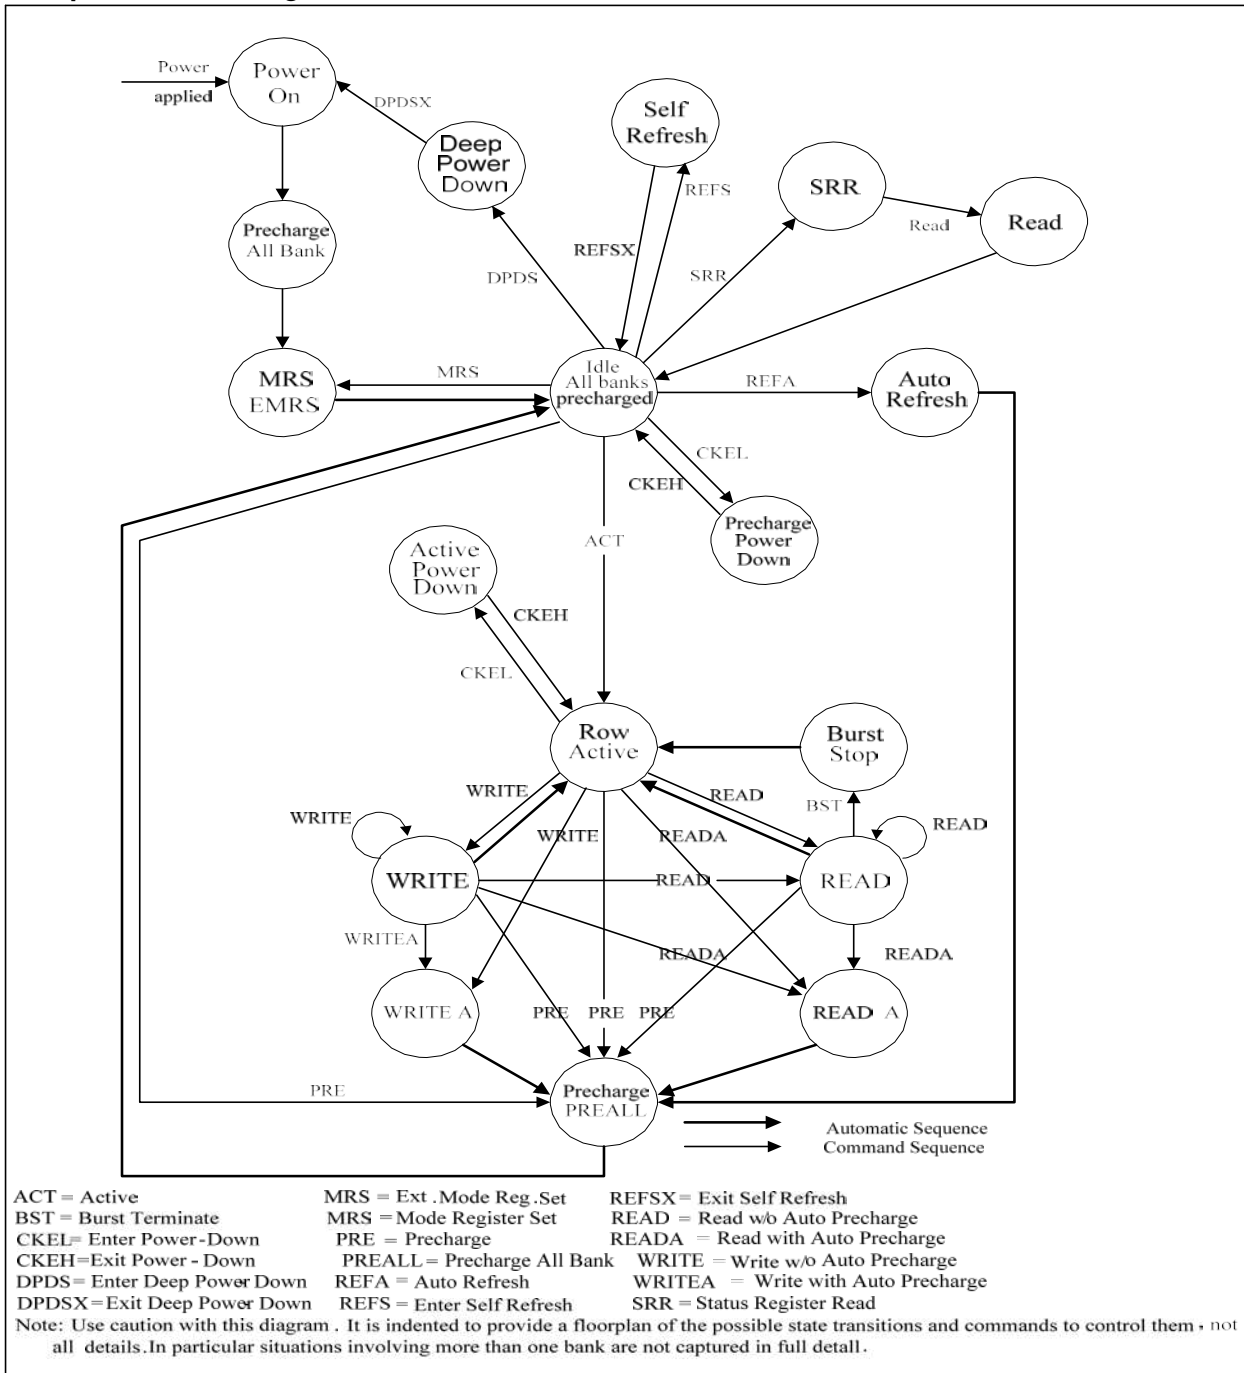 Power
applied
Power
On
DPDSX
Deep
Power
Down
Self
Refresh
REFS
SRR
Read
Read
Precharge
All Bank
REFSX
DPDS
SRR
MRS
EMRS
MRS
Idle
All banks
precharged
REFA
Auto
Refresh
CKEL
CKEH
Precharge
Power
Down
ACT
Active
Power
Down
CKEH
CKEL
Row
Active
Burst
Stop
WRITE
READ
BST
WRITE
WRITE
READA
READ
WRITE
READ
READ
WRITEA
READA
READA
WRITE A
PRE
PRE
PRE
READ A
PRE
Precharge
PREALL
Automatic Sequence
Command Sequence
ACT = Active
MRS = Ext .Mode Reg .Set
REFSX = Exit Self Refresh
BST = Burst Terminate
MRS = Mode Register Set
READ = Read w/o Auto Precharge
CKEL= Enter Power-Down
PRE = Precharge
READA = Read with Auto Precharge
CKEH=Exit Power - Down
PREALL = Precharge All Bank
WRITE = Write w/o Auto Precharge
DPDS = Enter Deep Power Down
REFA = Auto Refresh
WRITEA = Write with Auto Precharge
DPDSX=Exit Deep Power Down
REFS = Enter Self Refresh
SRR = Status Register Read
Note: Use caution with this diagram . It is indented to provide a floorplan of the possible state transitions and commands to control them , not
all details.In particular situations involving more than one bank are not captured in full detall.